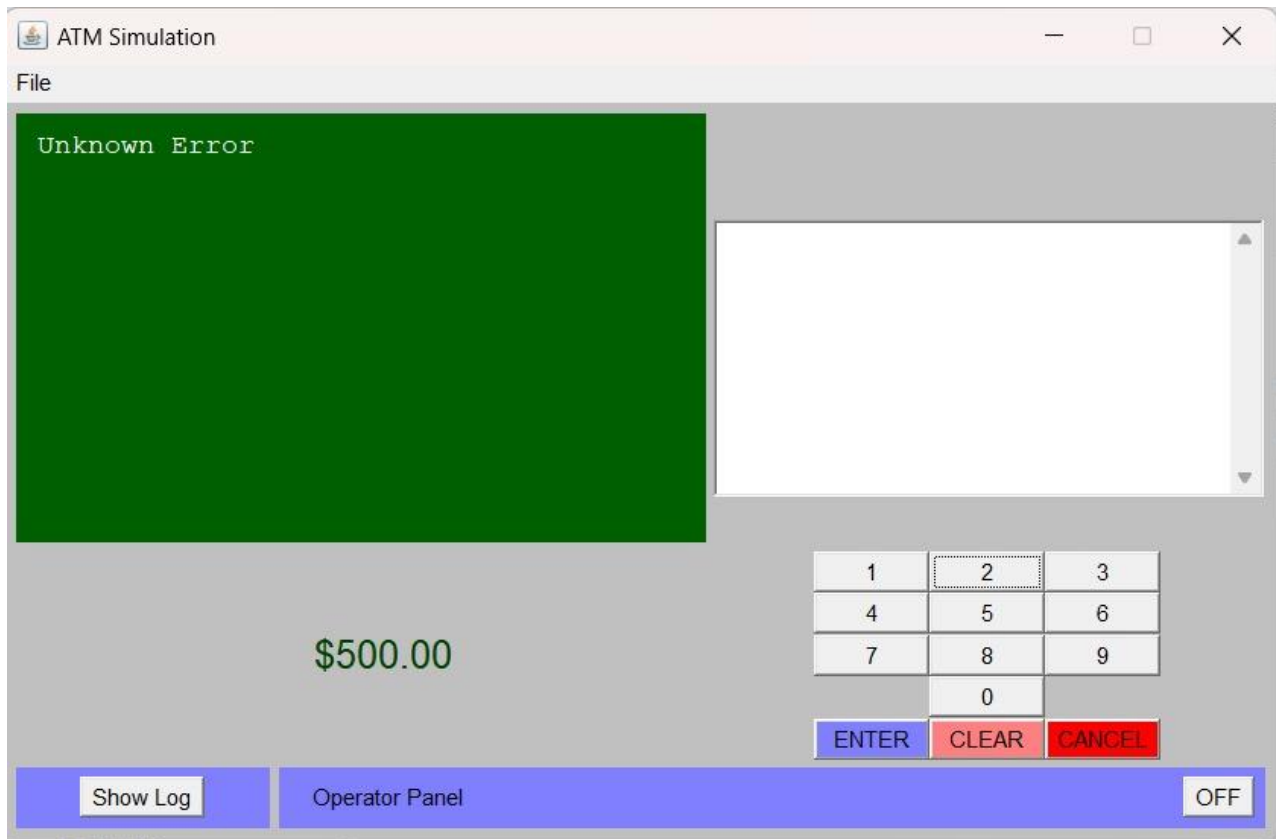 ATM Simulation
File
Unknown Error
1 2 3
4 5 6
$500.00
7 8 9
0
ENTER CLEAR CANCEL
Show Log Operator Panel OFF